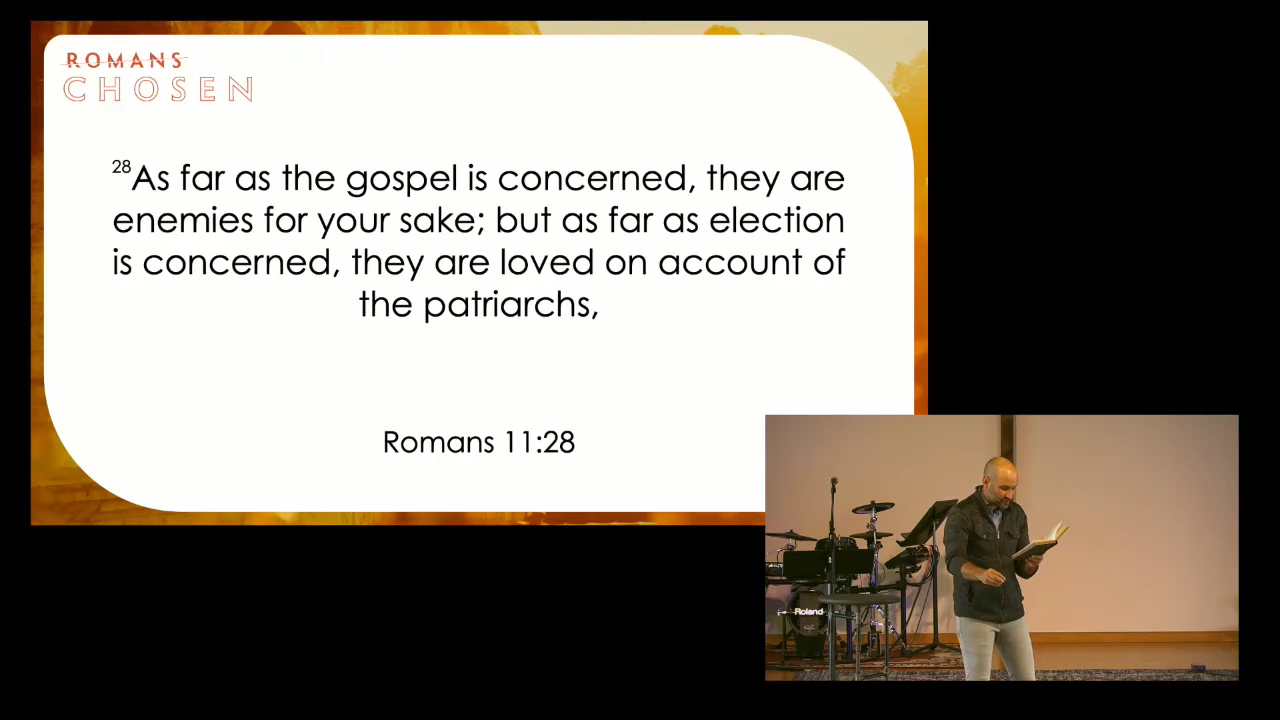 ROMANS
CHOSEN
28As far as the gospel is concerned, they are
enemies for your sake; but as far as election
is concerned, they are loved on account of
the patriarchs,
Romans 11:28
Roland